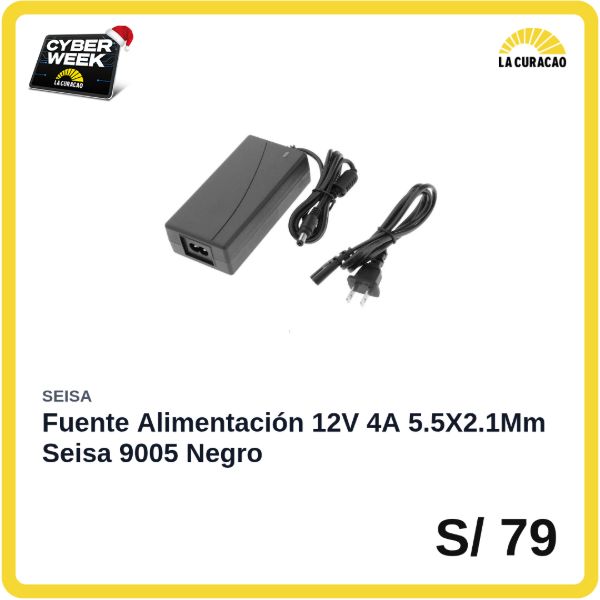 CYBER
WEEK
LA CURACAO
LA CURACAO
SEISA
Fuente Alimentación 12V 4A 5.5X2.1Mm
Seisa 9005 Negro
S/ 79